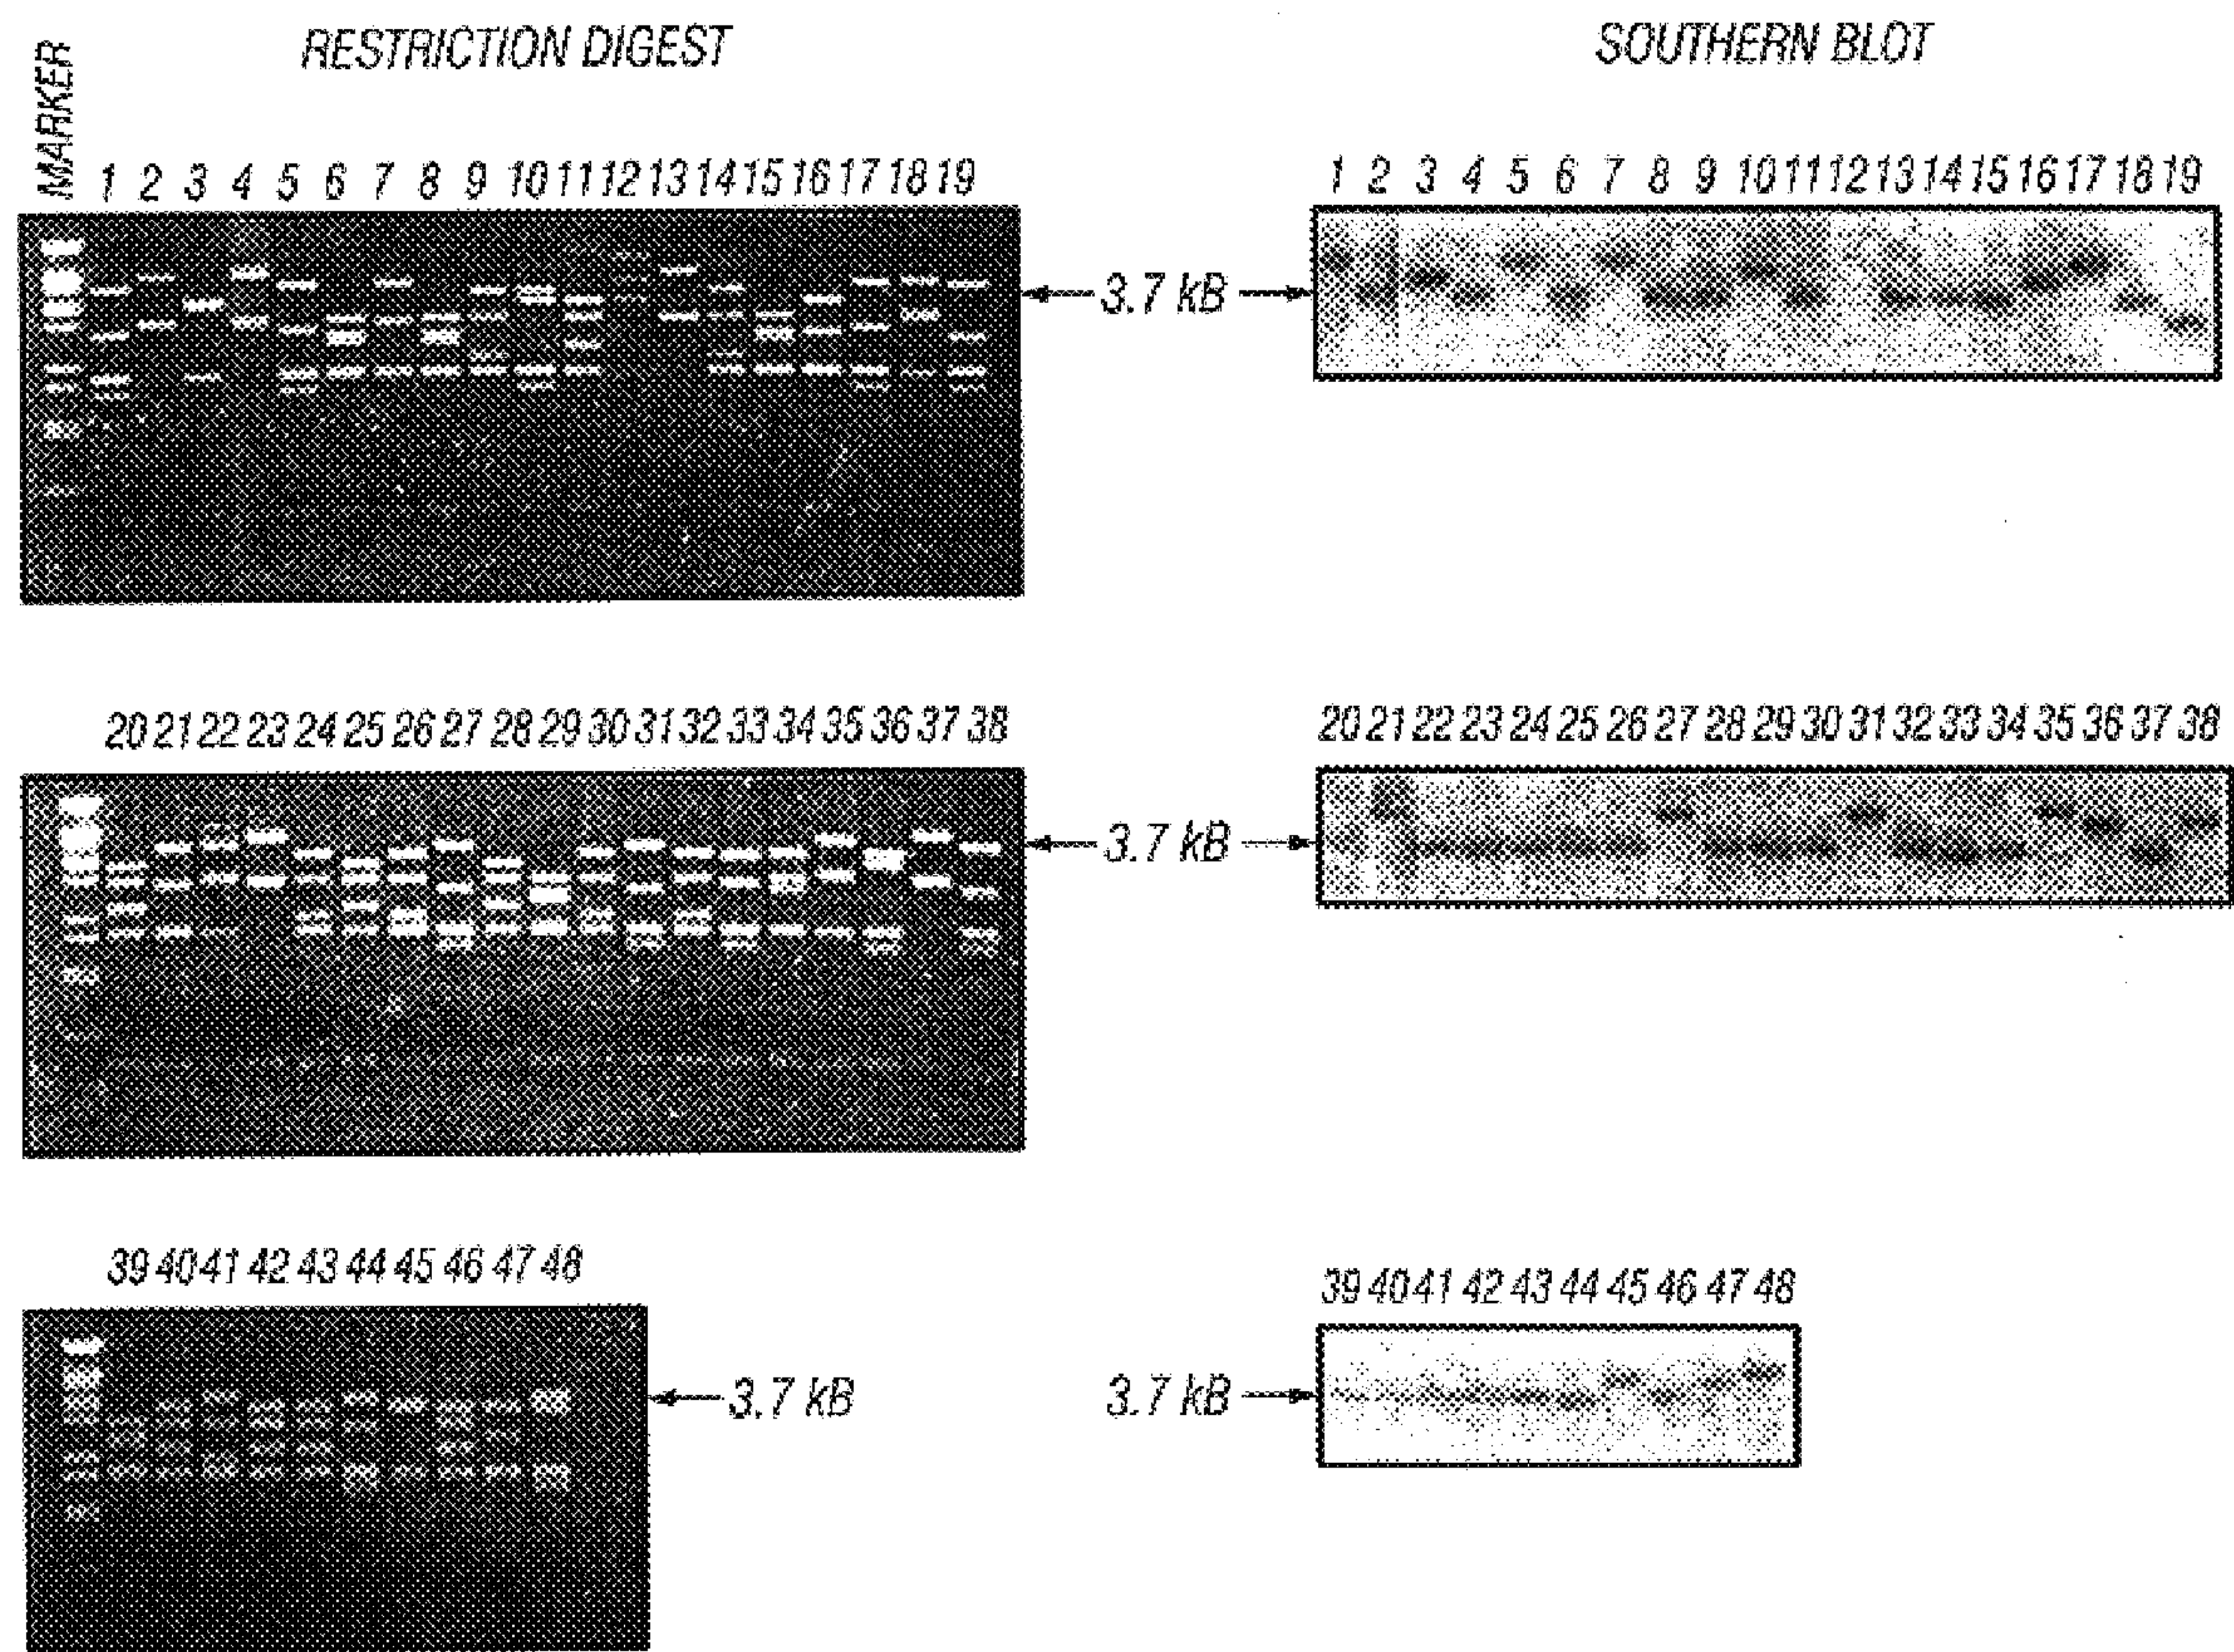 RESTRICTION DIGEST
SOUTHERN BLOT
MARKER
1 2 3 4 5 6 7 8 9 10 11 12 13 14 15 16 17 18 19
1 2 3 4 5 6 7 8 9 10 11 12 13 14 15 16 17 18 19
3.7 kB
20 21 22 23 24 25 26 27 28 29 30 31 32 33 34 35 36 37 38
20 21 22 23 24 25 26 27 28 29 30 31 32 33 34 35 36 37 38
3.7 kB
39 40 41 42 43 44 45 46 47 48
39 40 41 42 43 44 45 46 47 48
3.7 kB
3.7 kB